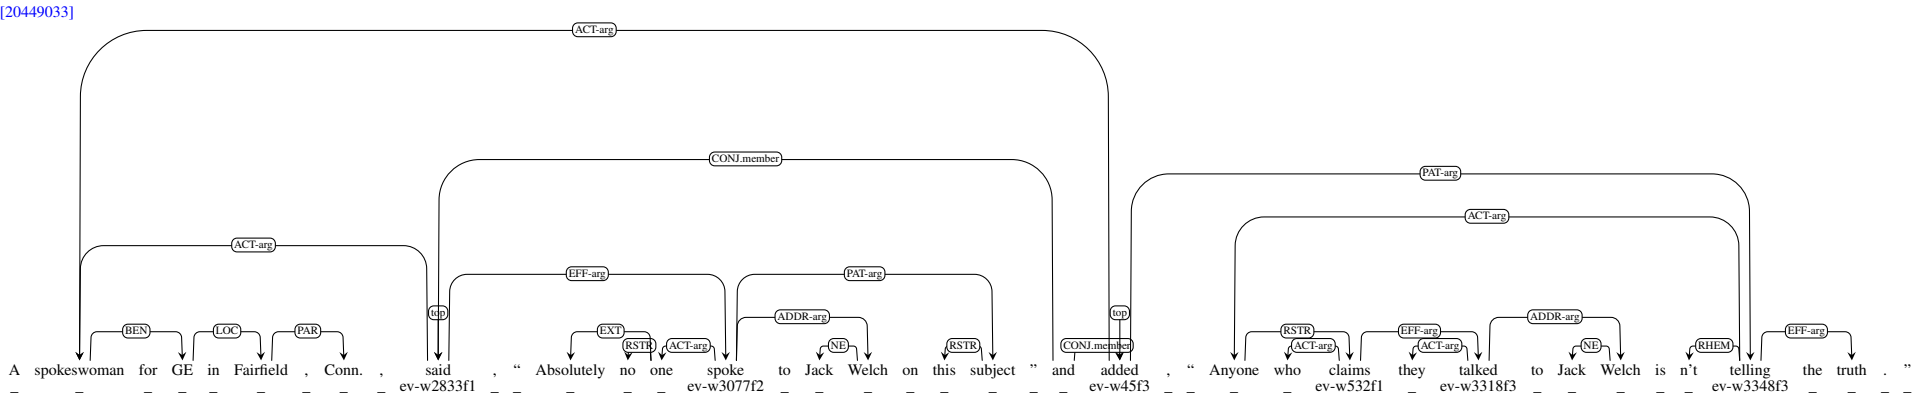 [20449033]
ACT-arg
CONJ.member
PAT-arg
ACT-arg
ACT-arg
EFF-arg PAT-arg
top top
ADDR-arg ADDR-arg
BEN LOC PAR EXT RSTR EFF-arg EFF-arg
RSTR ACT-arg NE RSTR CONJ.member ACT-arg ACT-arg NE RHEM
A spokeswoman for GE in Fairfield , Conn. , said , “ Absolutely no one spoke to Jack Welch on this subject ” and added , “ Anyone who claims they talked to Jack Welch is n’t telling the truth . ”
_ _ _ _ _ _ _ _ _ ev-w2833f1 _ _ _ _ _ ev-w3077f2 _ _ _ _ _ _ _ _ ev-w45f3 _ _ _ _ ev-w532f1 _ ev-w3318f3 _ _ _ _ _ ev-w3348f3 _ _ _ _